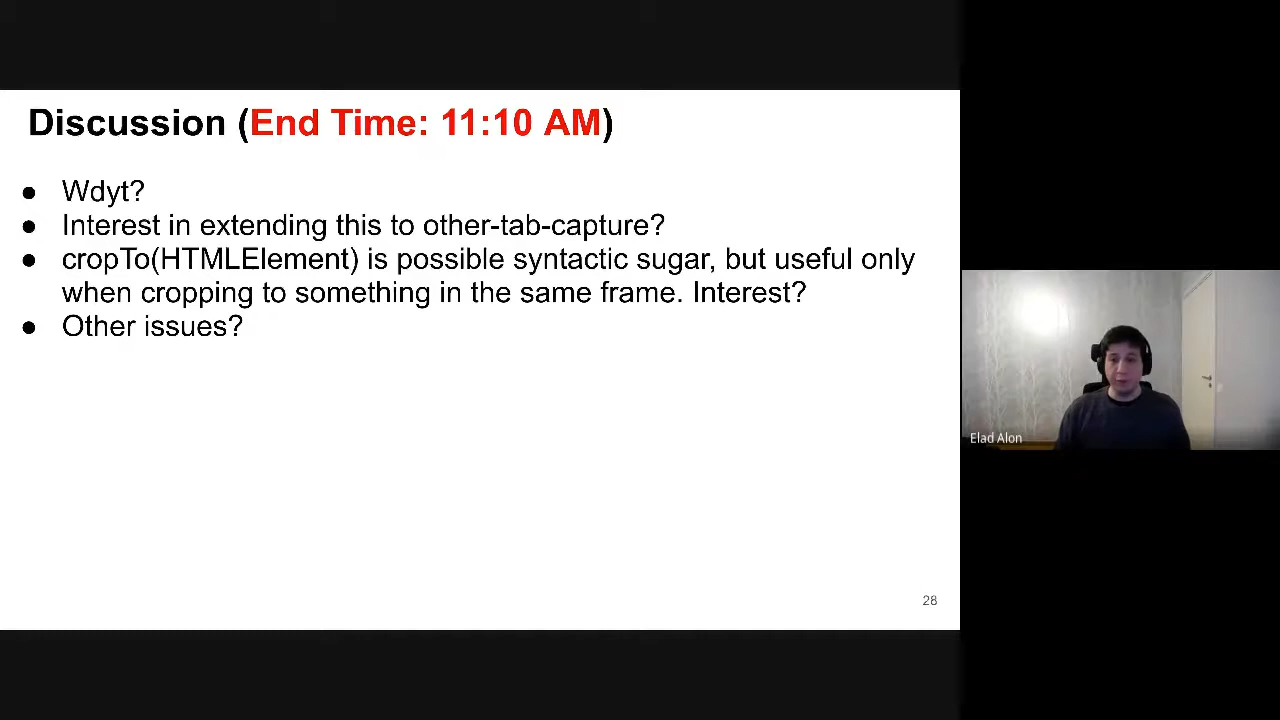 Discussion (End Time: 11:10 AM)
● Wdyt?
● Interest in extending this to other-tab-capture?
● cropTo(HTMLElement) is possible syntactic sugar, but useful only
when cropping to something in the same frame. Interest?
● Other issues?
28
Elad Alon